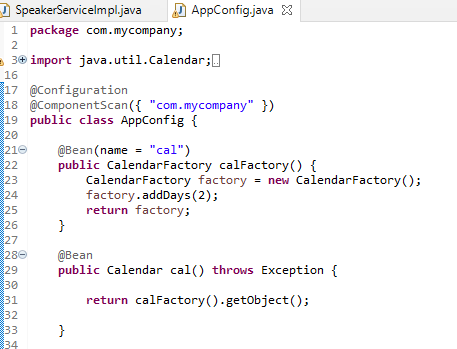 SpeakerServiceImpl.java AppConfig.java
1 package com.mycompany;
2
3 import java.util.Calendar;
16
17 @Configuration
18 @ComponentScan({ "com.mycompany" })
19 public class AppConfig {
20
21 @Bean(name = "cal")
22 public CalendarFactory calFactory() {
23 CalendarFactory factory = new CalendarFactory();
24 factory.addDays(2);
25 return factory;
26 }
27
28 @Bean
29 public Calendar cal() throws Exception {
30
31 return calFactory().getObject();
32
33 }
34